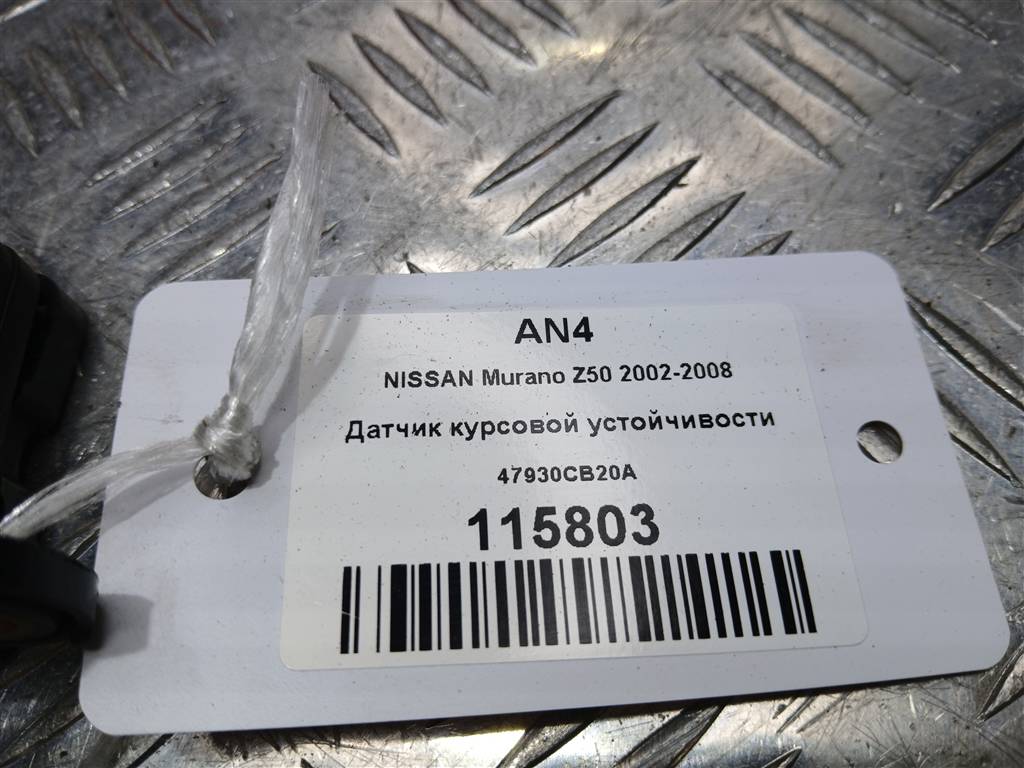 AN4
NISSAN Murano Z50 2002-2008
Датчик курсовой устойчивости
47930CB20A
115803